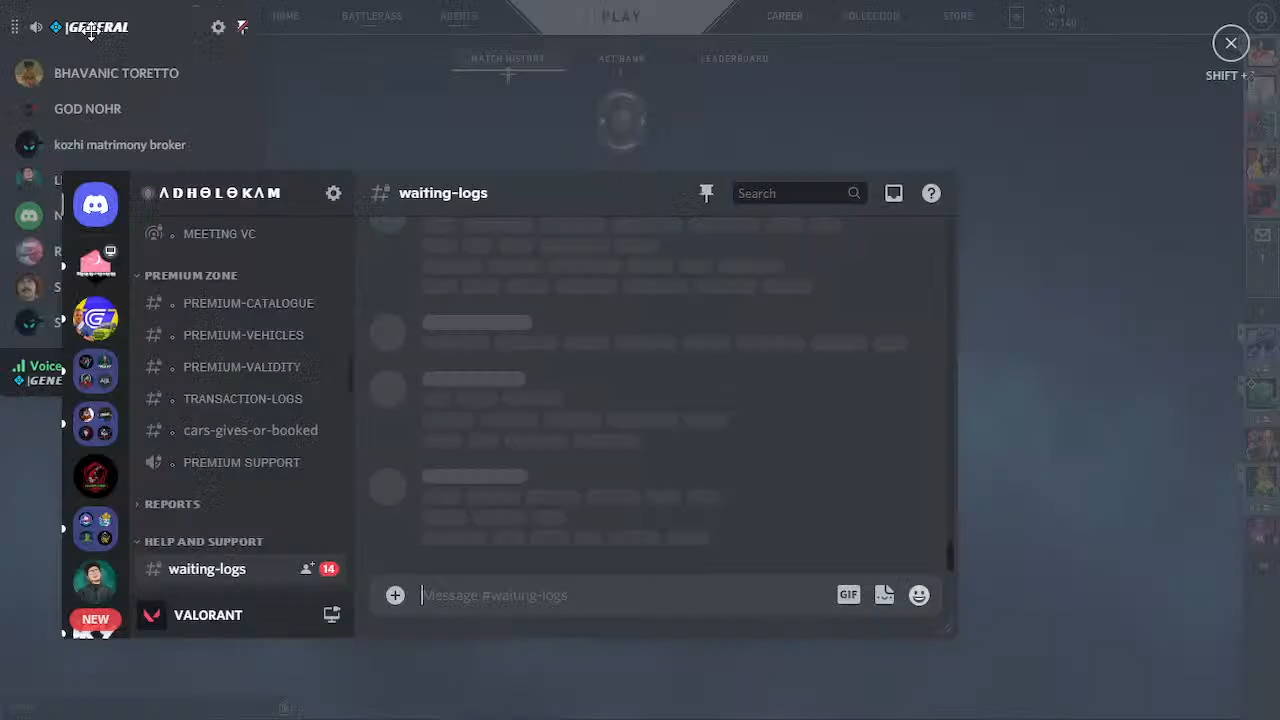 HOME
BATTLEPASS
AGENTS
PLAY
CAREER
COLLECTION
STORE
|GENERAL
MATCH HISTORY
ACT RANK
LEADERBOARD
SHIFT +
BHAVANIC TORETTO
GOD NOHR
kozhi matrimony broker
ΛDHӨLӨKΛM
waiting-logs
Search
MEETING VC
PREMIUM ZONE
PREMIUM-CATALOGUE
PREMIUM-VEHICLES
PREMIUM-VALIDITY
TRANSACTION-LOGS
cars-gives-or-booked
PREMIUM SUPPORT
REPORTS
HELP AND SUPPORT
waiting-logs
14
NEW
VALORANT
Voice
|GENE
Message #waiting-logs
GIF